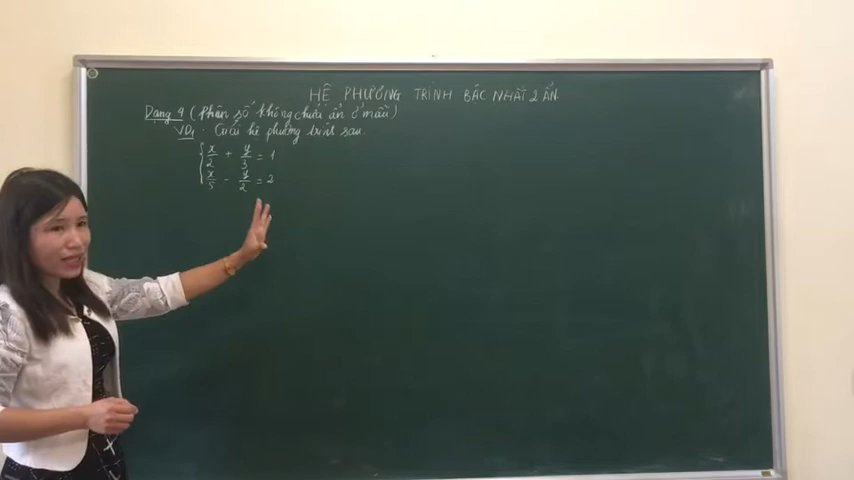 HỆ PHƯƠNG TRÌNH BẬC NHẤT 2 ẨN
Dạng 4 (Phân số không chứa ẩn ở mẫu)
VD1: Giải hệ phương trình sau.
x/2 + y/3 = 1
x/5 - y/2 = 2